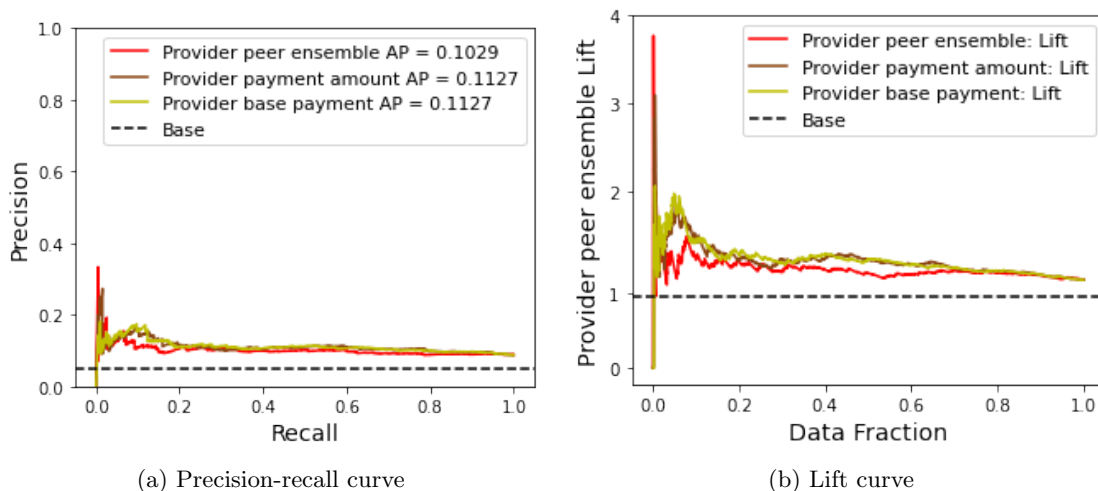 Precision
1.0
0.8
0.6
0.4
0.2
0.0
Provider peer ensemble AP = 0.1029
Provider payment amount AP = 0.1127
Provider base payment AP = 0.1127
Base
0.0 0.2 0.4 0.6 0.8 1.0
Recall
(a) Precision-recall curve
Provider peer ensemble Lift
4
3
2
1
0
Provider peer ensemble: Lift
Provider payment amount: Lift
Provider base payment: Lift
Base
0.0 0.2 0.4 0.6 0.8 1.0
Data Fraction
(b) Lift curve